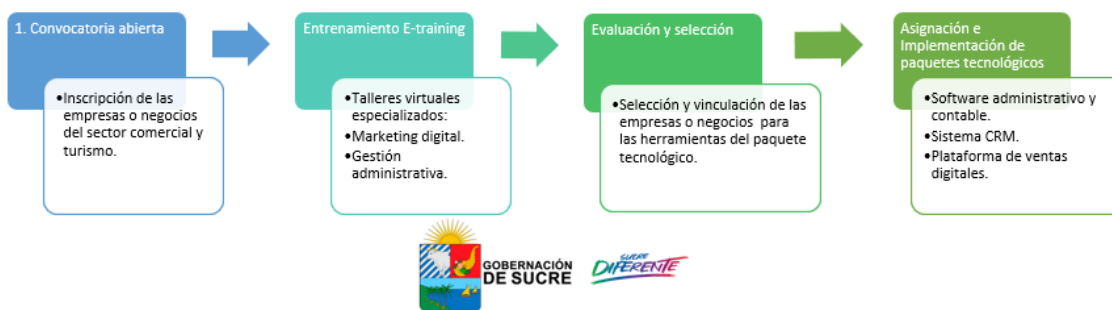 1. Convocatoria abierta
•Inscripción de las
empresas o negocios
del sector comercial y
turismo.
Entrenamiento E-training
•Talleres virtuales
especializados:
•Marketing digital.
•Gestión
administrativa.
Evaluación y selección
•Selección y vinculación de las
empresas o negocios para
las herramientas del paquete
tecnológico.
Asignación e
Implementación de
paquetes tecnológicos
•Software administrativo y
contable.
•Sistema CRM.
•Plataforma de ventas
digitales.
GOBERNACIÓN
DE SUCRE
SUCRE
DIFERENTE